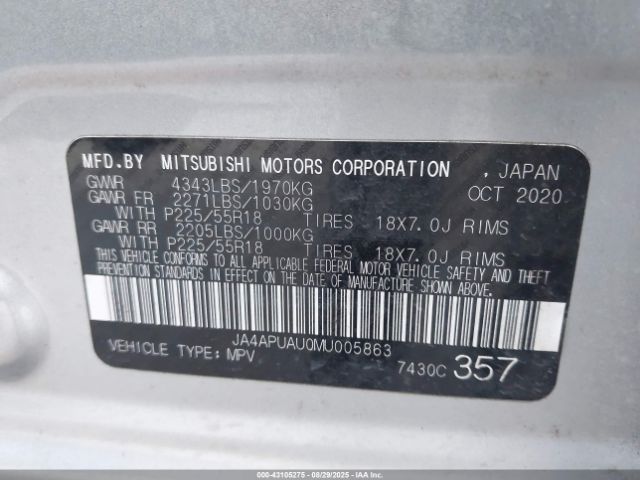 MFD.BY MITSUBISHI MOTORS CORPORATION , JAPAN
GVWR 4343LBS/1970KG OCT 2020
GAWR FR 2271LBS/1030KG
WITH P225/55R18 TIRES 18X7.0J RIMS
GAWR RR 2205LBS/1000KG
WITH P225/55R18 TIRES 18X7.0J RIMS
THIS VEHICLE CONFORMS TO ALL APPLICABLE FEDERAL MOTOR VEHICLE SAFETY AND THEFT
PREVENTION STANDARDS IN EFFECT ON THE DATE OF MANUFACTURE SHOWN ABOVE.
JA4APUAU0MU005863
VEHICLE TYPE: MPV 7430C 357
000-43105275 - 08/29/2025 - IAAI.COM